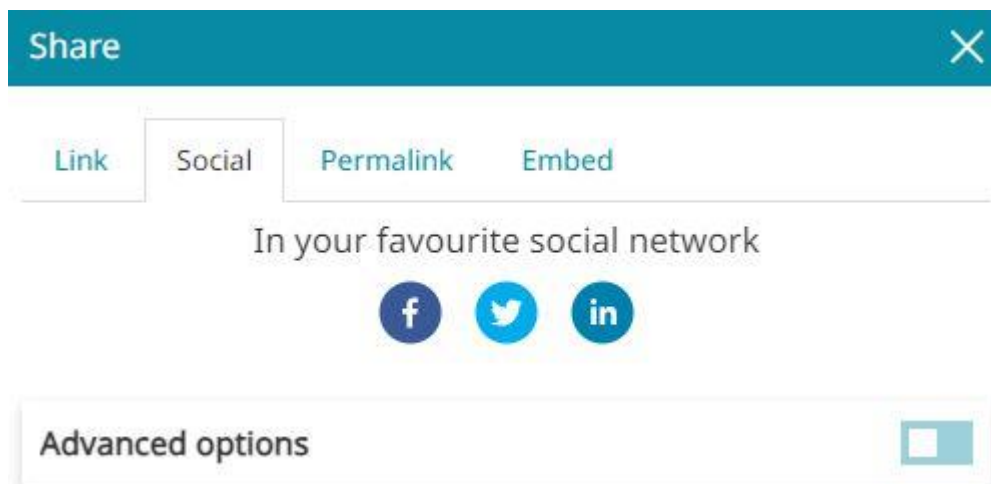 Share
Link Social Permalink Embed
In your favourite social network
f in
Advanced options